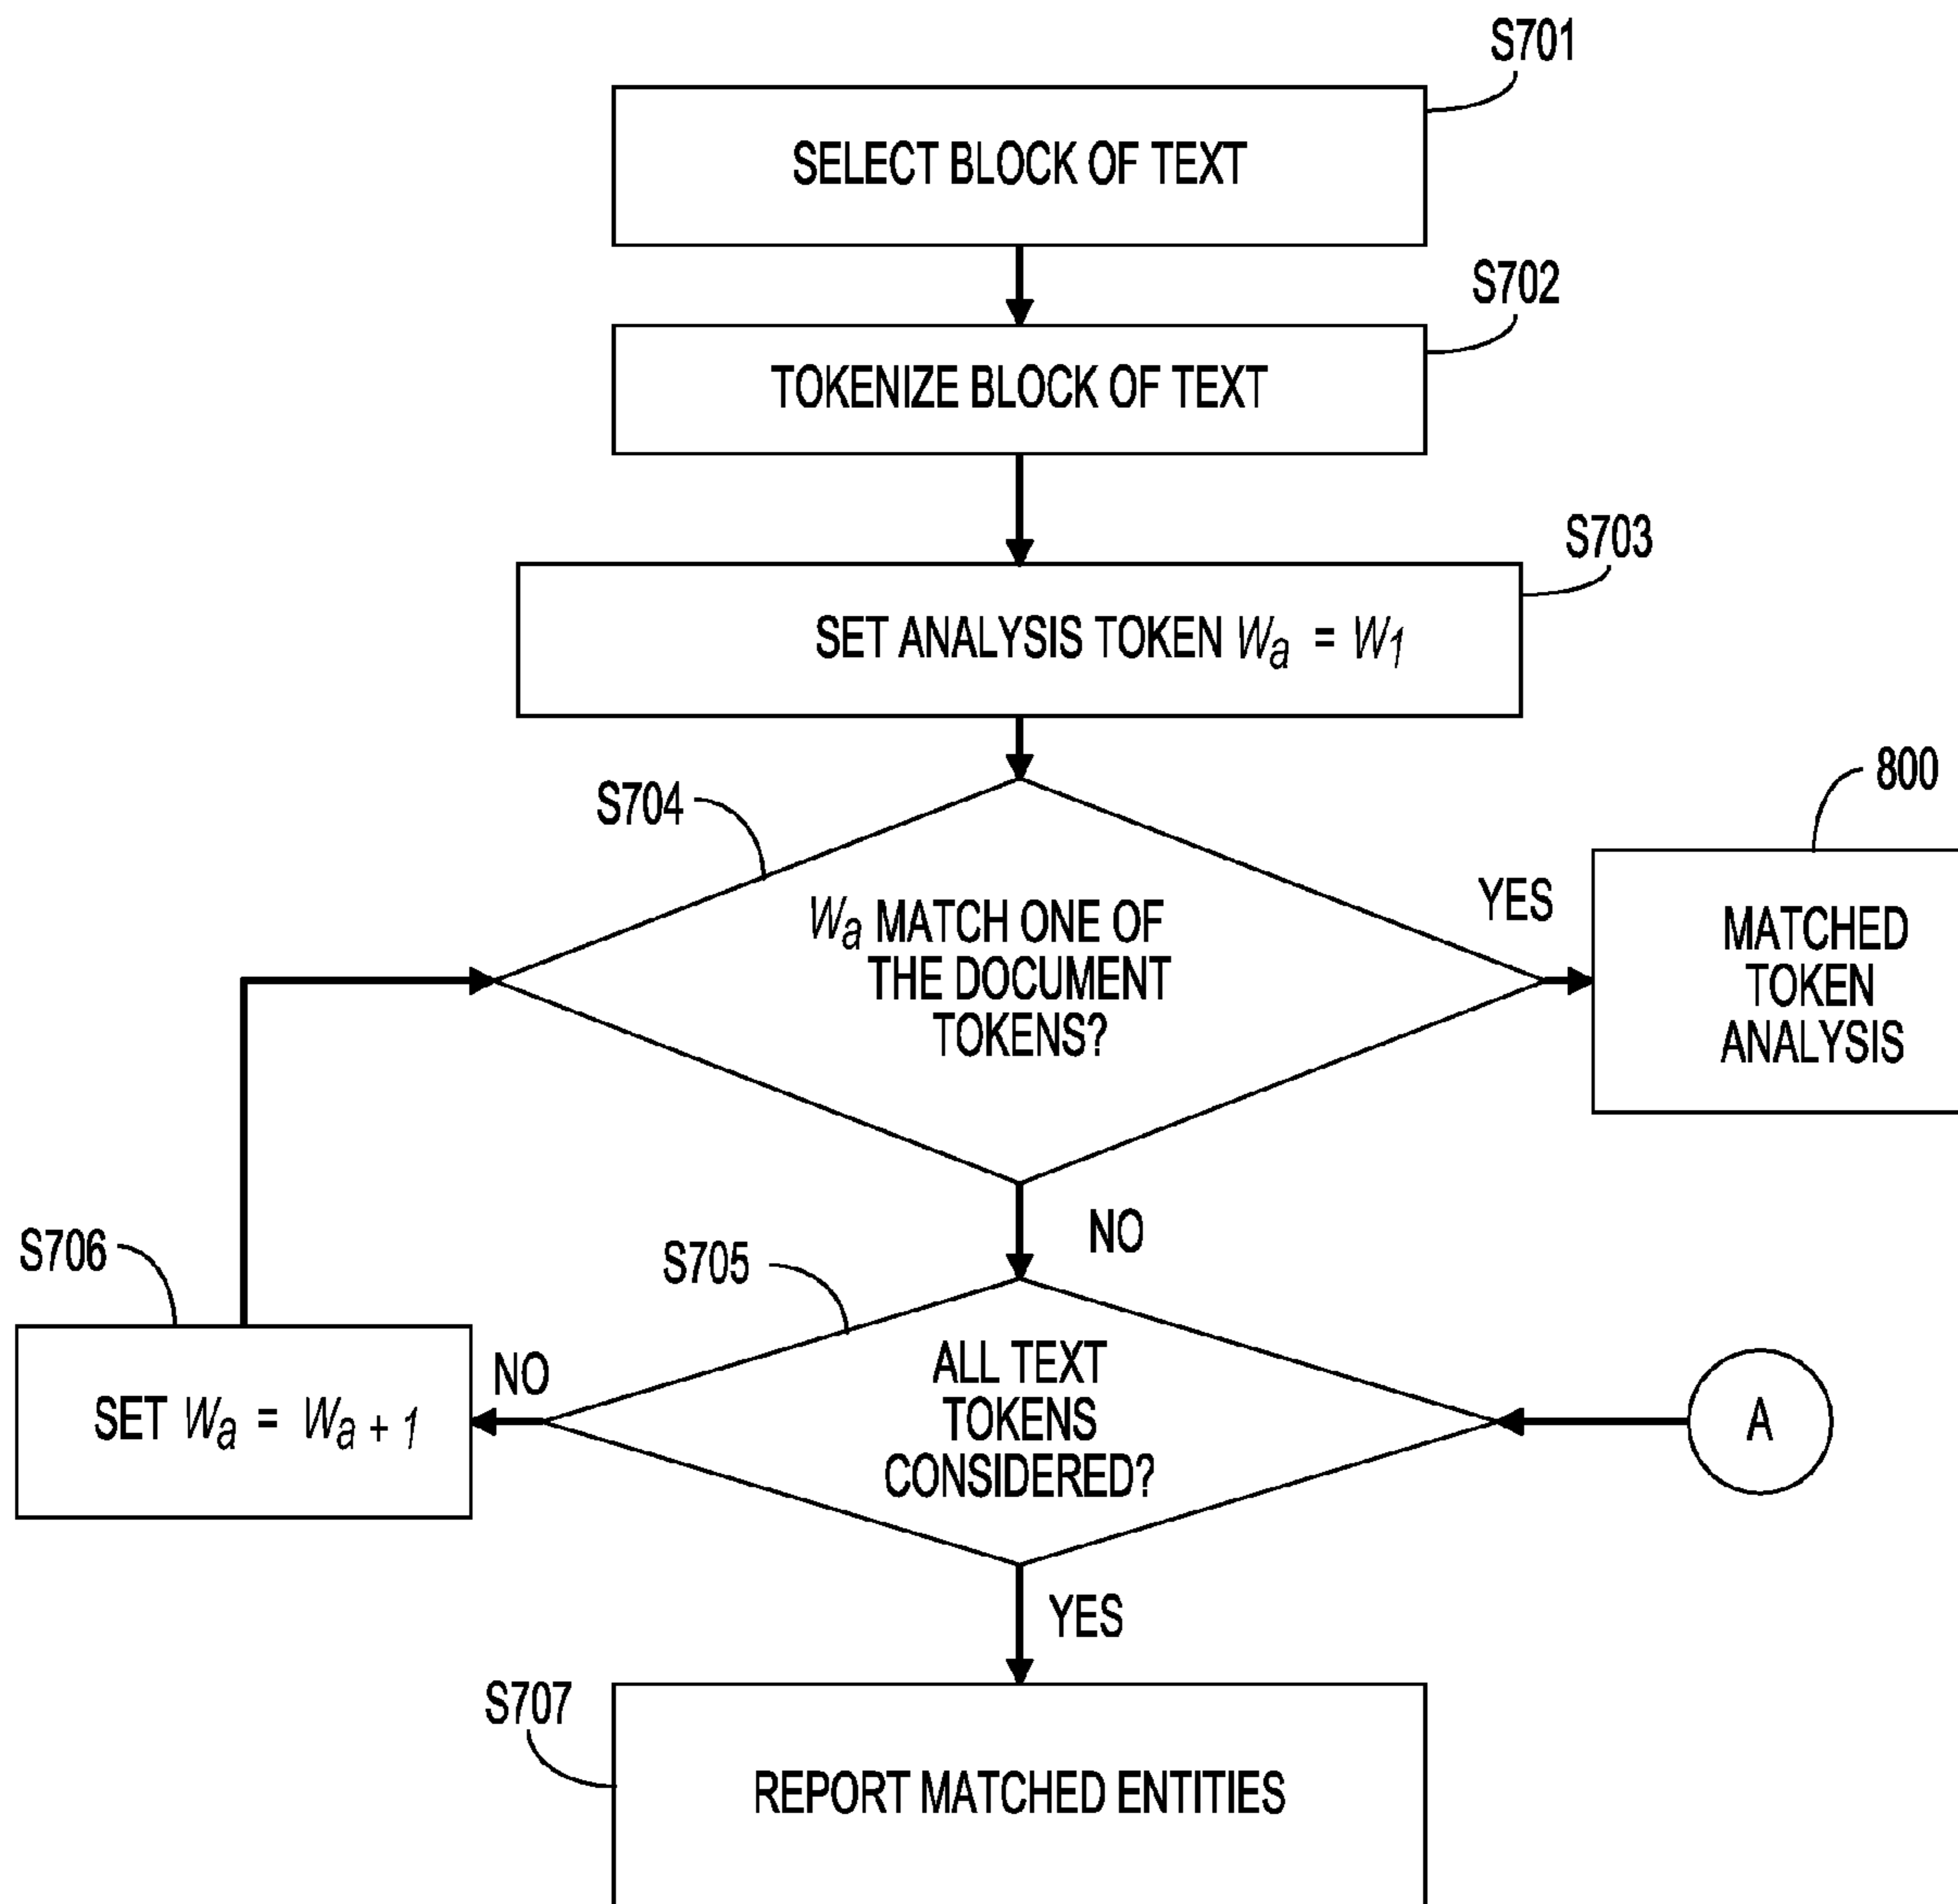 S701
SELECT BLOCK OF TEXT
S702
TOKENIZE BLOCK OF TEXT
S703
SET ANALYSIS TOKEN Wa = W1
S704
800
Wa MATCH ONE OF
THE DOCUMENT
TOKENS?
YES
MATCHED
TOKEN
ANALYSIS
NO
S706
S705
SET Wa = Wa + 1
NO
ALL TEXT
TOKENS
CONSIDERED?
A
YES
S707
REPORT MATCHED ENTITIES